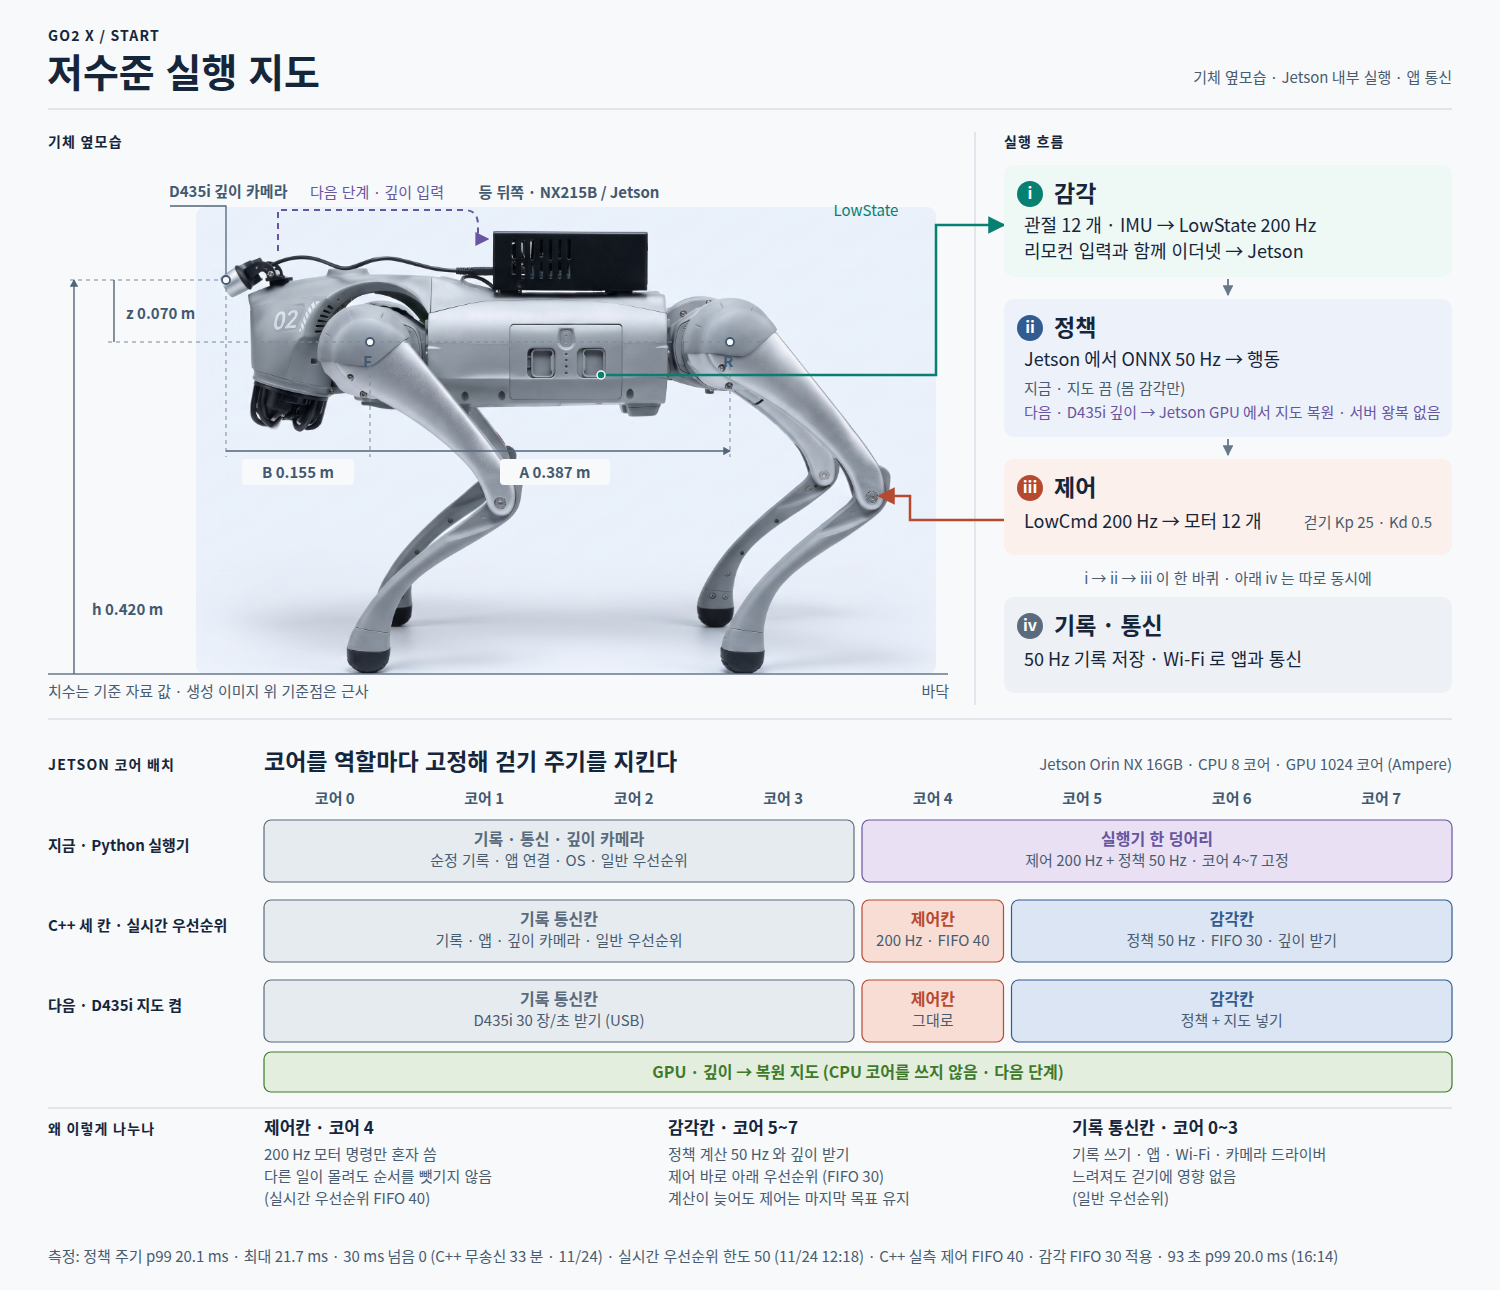 GO2 X / START
저수준 실행 지도
기체 옆모습 · Jetson 내부 실행 · 앱 통신
기체 옆모습
D435i 깊이 카메라
다음 단계 · 깊이 입력
등 뒤쪽 · NX215B / Jetson
LowState
z 0.070 m
02
F
R
B 0.155 m
A 0.387 m
h 0.420 m
치수는 기준 자료 값 · 생성 이미지 위 기준점은 근사
바닥
실행 흐름
i 감각
관절 12 개 · IMU → LowState 200 Hz
리모컨 입력과 함께 이더넷 → Jetson
ii 정책
Jetson 에서 ONNX 50 Hz → 행동
지금 · 지도 끔 (몸 감각만)
다음 · D435i 깊이 → Jetson GPU 에서 지도 복원 · 서버 왕복 없음
iii 제어
LowCmd 200 Hz → 모터 12 개
걷기 Kp 25 · Kd 0.5
i → ii → iii 이 한 바퀴 · 아래 iv 는 따로 동시에
iv 기록 · 통신
50 Hz 기록 저장 · Wi-Fi 로 앱과 통신
JETSON 코어 배치
코어를 역할마다 고정해 걷기 주기를 지킨다
Jetson Orin NX 16GB · CPU 8 코어 · GPU 1024 코어 (Ampere)
코어 0
코어 1
코어 2
코어 3
코어 4
코어 5
코어 6
코어 7
지금 · Python 실행기
기록 · 통신 · 깊이 카메라
순정 기록 · 앱 연결 · OS · 일반 우선순위
실행기 한 덩어리
제어 200 Hz + 정책 50 Hz · 코어 4~7 고정
C++ 세 칸 · 실시간 우선순위
기록 통신칸
기록 · 앱 · 깊이 카메라 · 일반 우선순위
제어칸
200 Hz · FIFO 40
감각칸
정책 50 Hz · FIFO 30 · 깊이 받기
다음 · D435i 지도 켬
기록 통신칸
D435i 30 장/초 받기 (USB)
제어칸
그대로
감각칸
정책 + 지도 넣기
GPU · 깊이 → 복원 지도 (CPU 코어를 쓰지 않음 · 다음 단계)
왜 이렇게 나누나
제어칸 · 코어 4
200 Hz 모터 명령만 혼자 씀
다른 일이 몰려도 순서를 뺏기지 않음
(실시간 우선순위 FIFO 40)
감각칸 · 코어 5~7
정책 계산 50 Hz 와 깊이 받기
제어 바로 아래 우선순위 (FIFO 30)
계산이 늦어도 제어는 마지막 목표 유지
기록 통신칸 · 코어 0~3
기록 쓰기 · 앱 · Wi-Fi · 카메라 드라이버
느려져도 걷기에 영향 없음
(일반 우선순위)
측정: 정책 주기 p99 20.1 ms · 최대 21.7 ms · 30 ms 넘음 0 (C++ 무송신 33 분 · 11/24) · 실시간 우선순위 한도 50 (11/24 12:18) · C++ 실측 제어 FIFO 40 · 감각 FIFO 30 적용 · 93 초 p99 20.0 ms (16:14)